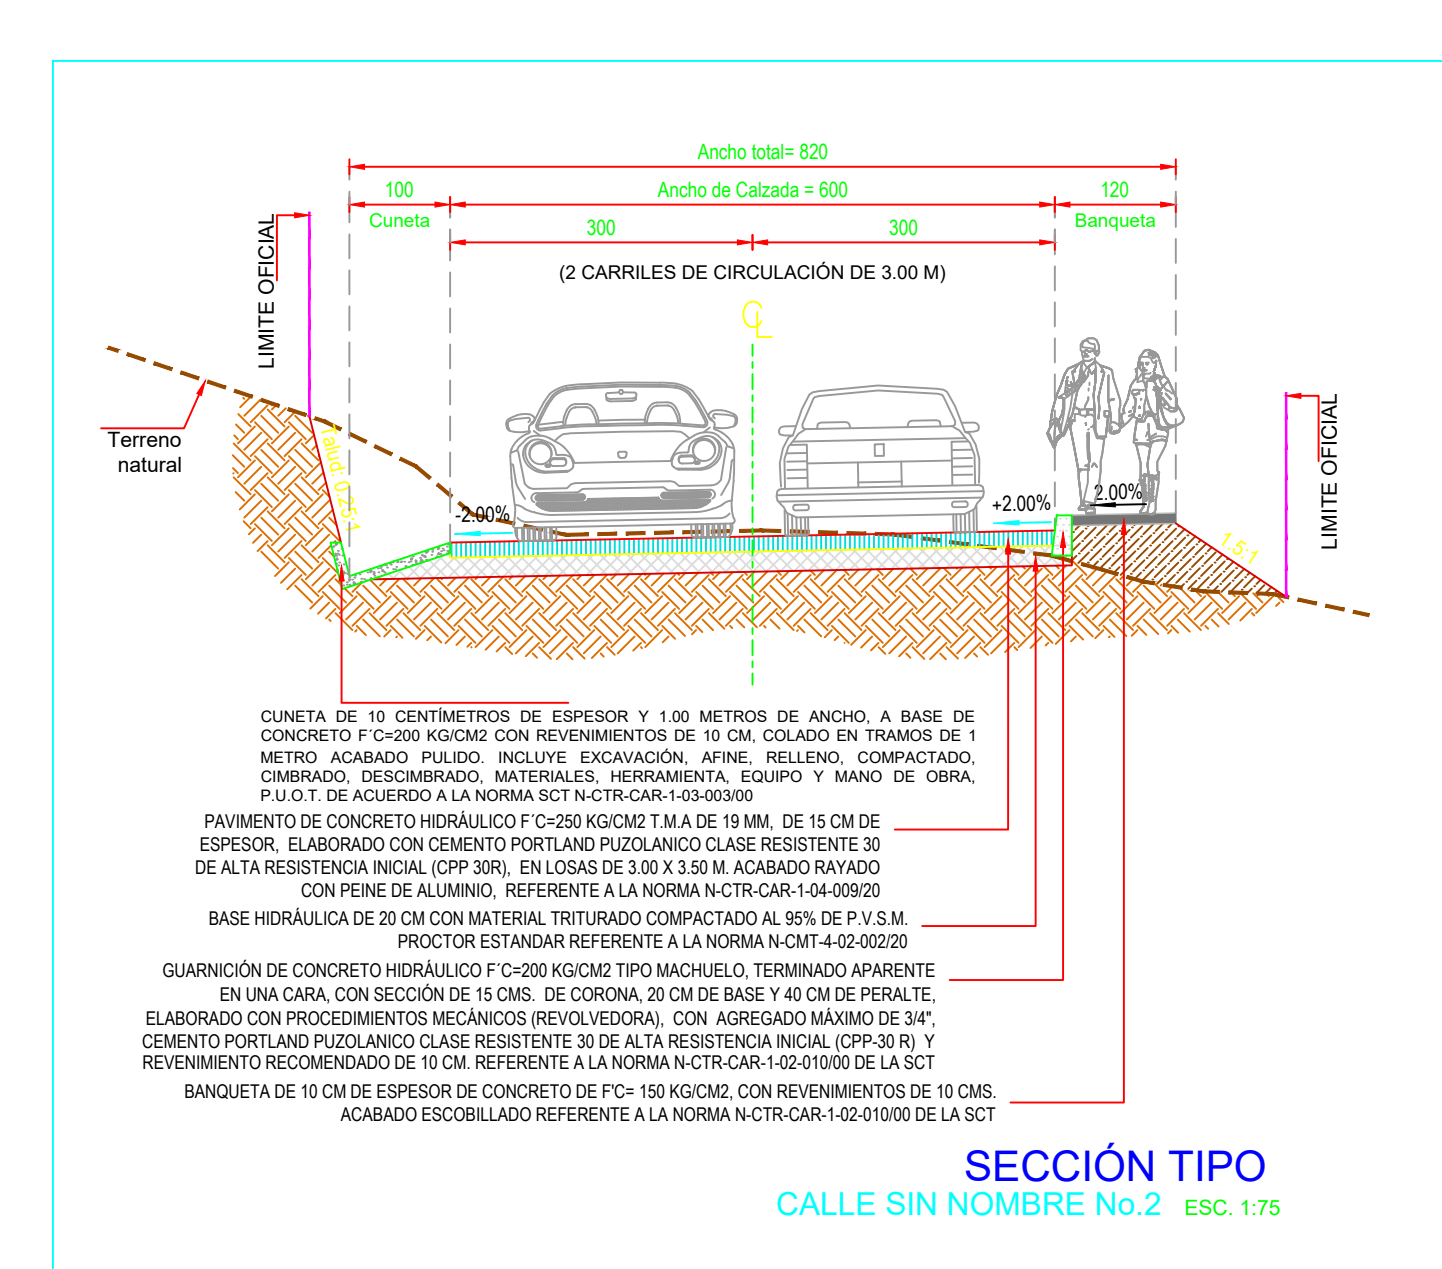 Ancho total= 820
100
Ancho de Calzada = 600
120
Cuneta
Banqueta
300
300
(2 CARRILES DE CIRCULACIÓN DE 3.00 M)
LIMITE OFICIAL
CL
LIMITE OFICIAL
Terreno
natural
Talud: 0.25:1
-2.00%
+2.00%
2.00%
1.5:1
CUNETA DE 10 CENTÍMETROS DE ESPESOR Y 1.00 METROS DE ANCHO, A BASE DE
CONCRETO F´C=200 KG/CM2 CON REVENIMIENTOS DE 10 CM, COLADO EN TRAMOS DE 1
METRO ACABADO PULIDO. INCLUYE EXCAVACIÓN, AFINE, RELLENO, COMPACTADO,
CIMBRADO, DESCIMBRADO, MATERIALES, HERRAMIENTA, EQUIPO Y MANO DE OBRA,
P.U.O.T. DE ACUERDO A LA NORMA SCT N-CTR-CAR-1-03-003/00
PAVIMENTO DE CONCRETO HIDRÁULICO F´C=250 KG/CM2 T.M.A DE 19 MM, DE 15 CM DE
ESPESOR, ELABORADO CON CEMENTO PORTLAND PUZOLANICO CLASE RESISTENTE 30
DE ALTA RESISTENCIA INICIAL (CPP 30R), EN LOSAS DE 3.00 X 3.50 M. ACABADO RAYADO
CON PEINE DE ALUMINIO, REFERENTE A LA NORMA N-CTR-CAR-1-04-009/20
BASE HIDRÁULICA DE 20 CM CON MATERIAL TRITURADO COMPACTADO AL 95% DE P.V.S.M.
PROCTOR ESTANDAR REFERENTE A LA NORMA N-CMT-4-02-002/20
GUARNICIÓN DE CONCRETO HIDRÁULICO F´C=200 KG/CM2 TIPO MACHUELO, TERMINADO APARENTE
EN UNA CARA, CON SECCIÓN DE 15 CMS. DE CORONA, 20 CM DE BASE Y 40 CM DE PERALTE,
ELABORADO CON PROCEDIMIENTOS MECÁNICOS (REVOLVEDORA), CON AGREGADO MÁXIMO DE 3/4",
CEMENTO PORTLAND PUZOLANICO CLASE RESISTENTE 30 DE ALTA RESISTENCIA INICIAL (CPP-30 R) Y
REVENIMIENTO RECOMENDADO DE 10 CM. REFERENTE A LA NORMA N-CTR-CAR-1-02-010/00 DE LA SCT
BANQUETA DE 10 CM DE ESPESOR DE CONCRETO DE F'C= 150 KG/CM2, CON REVENIMIENTOS DE 10 CMS.
ACABADO ESCOBILLADO REFERENTE A LA NORMA N-CTR-CAR-1-02-010/00 DE LA SCT
SECCIÓN TIPO
CALLE SIN NOMBRE No.2 ESC. 1:75